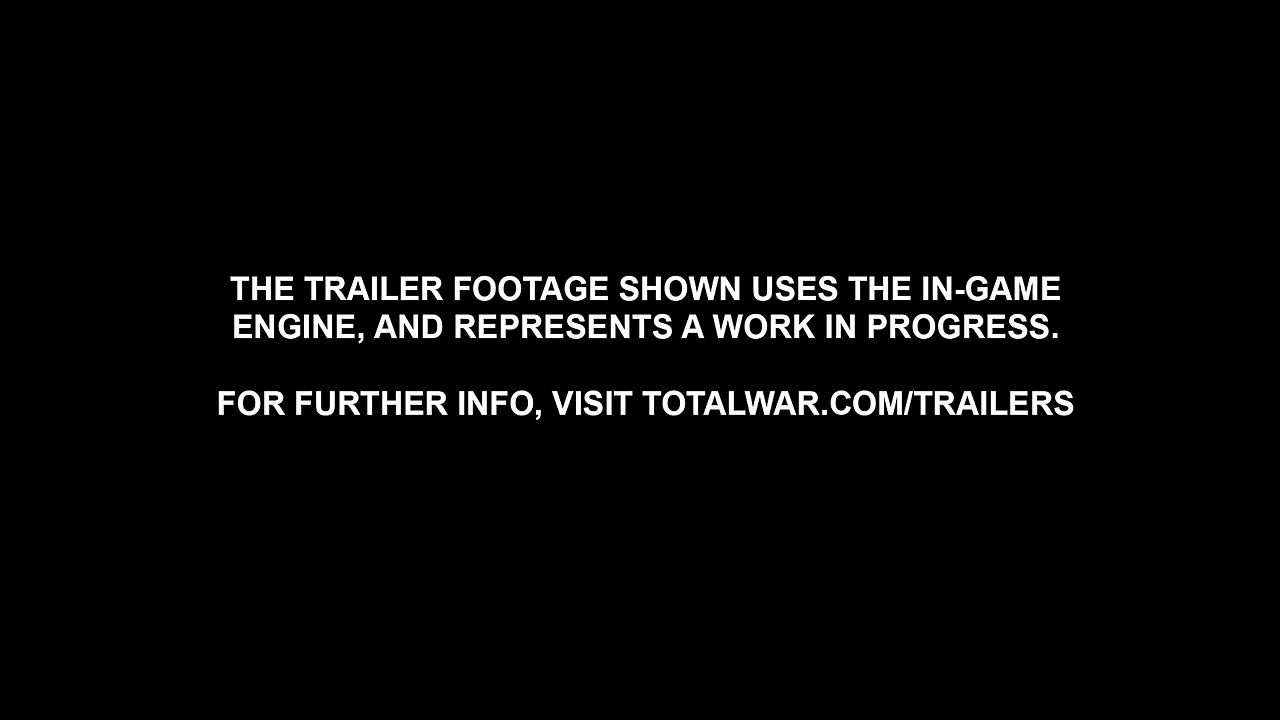 THE TRAILER FOOTAGE SHOWN USES THE IN-GAME
ENGINE, AND REPRESENTS A WORK IN PROGRESS.
FOR FURTHER INFO, VISIT TOTALWAR.COM/TRAILERS